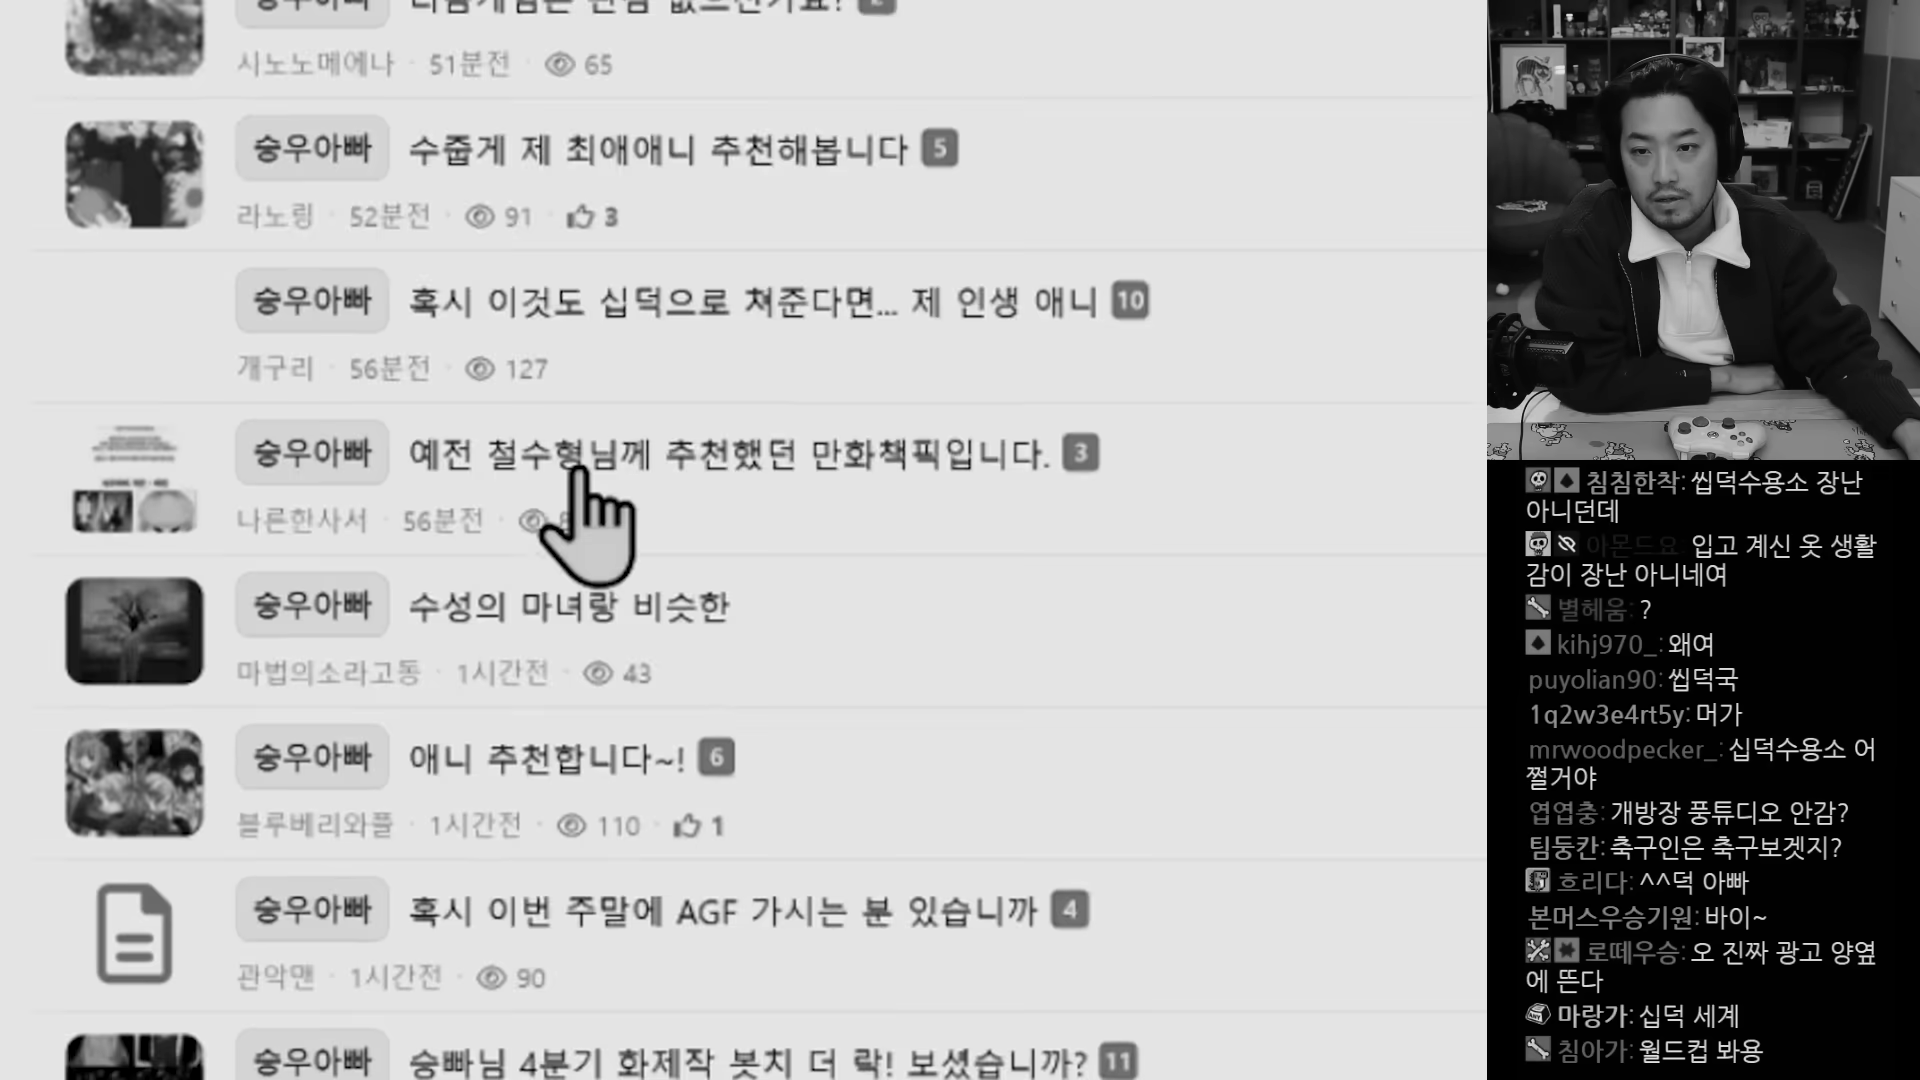 시노노메에나 · 51분전 · 65
승우아빠 수줍게 제 최애애니 추천해봅니다 5
라노링 · 52분전 · 91 · 3
승우아빠 혹시 이것도 십덕으로 쳐준다면... 제 인생 애니 10
개구리 · 56분전 · 127
승우아빠 예전 철수형님께 추천했던 만화책픽입니다. 3
나른한사서 · 56분전
승우아빠 수성의 마녀랑 비슷한
마법의소라고동 · 1시간전 · 43
승우아빠 애니 추천합니다~! 6
블루베리와플 · 1시간전 · 110 · 1
승우아빠 혹시 이번 주말에 AGF 가시는 분 있습니까 4
관악맨 · 1시간전 · 90
승우아빠 승빠님 4분기 화제작 봇치 더 락! 보셨습니까? 11
침침한착: 씹덕수용소 장난
아니던데
아몬드요: 입고 계신 옷 생활
감이 장난 아니네여
별헤움: ?
kihj970_: 왜여
puyolian90: 씹덕국
1q2w3e4rt5y: 머가
mrwoodpecker_: 십덕수용소 어
쩔거야
엽엽충: 개방장 풍튜디오 안감?
팀둥칸: 축구인은 축구보겟지?
흐리다: ^^덕 아빠
본머스우승기원: 바이~
로떼우승: 오 진짜 광고 양옆
에 뜬다
마랑가: 십덕 세계
침아가: 월드컵 봐용